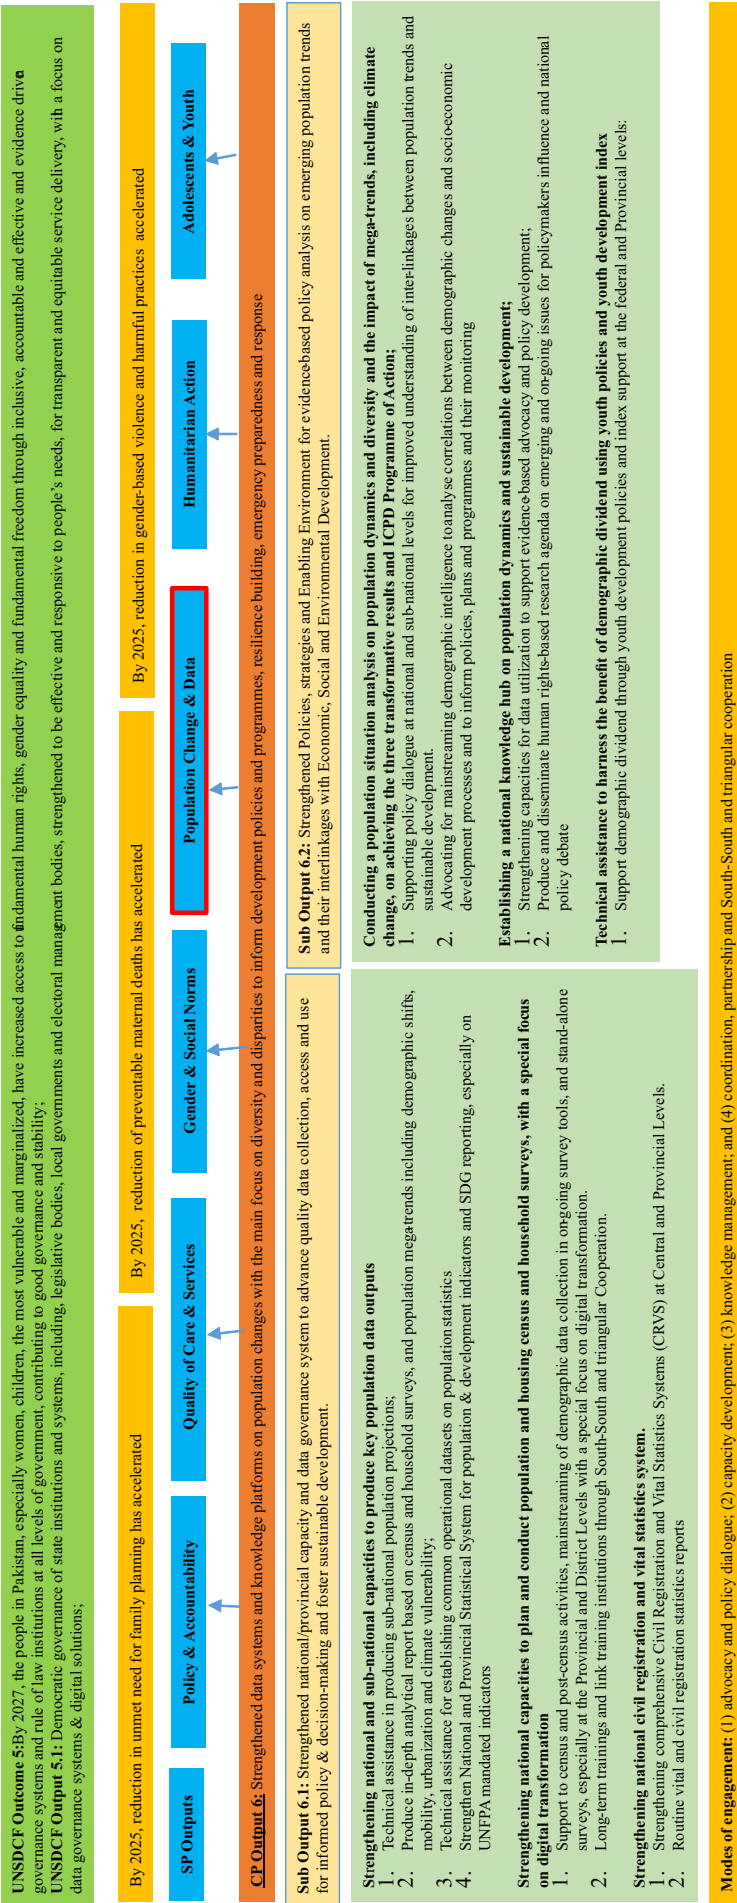 UNSDCF Outcome 5:By 2027, the people in Pakistan, especially women, children, the most vulnerable and marginalized, have increased access to fundamental human rights, gender equality and fundamental freedom through inclusive, accountable and effective and evidence driven
governance systems and rule of law institutions at all levels of government, contributing to good governance and stability;
UNSDCF Output 5.1: Democratic governance of state institutions and systems, including, legislative bodies, local governments and electoral managment bodies, strengthened to be effective and responsive to people's needs, for transparent and equitable service delivery, wih a focus on
data governance systems & digital solutions;
By 2025, reduction in unmet need for family planning has accelerated
By 2025, reduction of preventable maternal deaths has accelerated
By 2025, reduction in gender-based violence and harmful practices accelerated
SP Outputs
Policy & Accountability
Quality of Care & Services
Gender & Social Norms
Population Change & Data
Humanitarian Action
Adolescents & Youth
CP Output 6: Strengthened data systems and knowledge platforms on population changes with the main focus on diversity and disparities to inform development policies and programmes, resilience building, emergency preparedness and response
Sub Output 6.1: Strengthened national/provincial capacity and data governance system to advance quality data collection, access and use
for informed policy & decision-making and foster sustainable development.
Sub Output 6.2: Strengthened Policies, strategies and Enabling Environment for evidence-based policy analysis on emerging population trends
and their interlinkages with Economic, Social and Environmental Development.
Strengthening national and sub-national capacities to produce key population data outputs
1. Technical assistance in producing sub-national population projections;
2. Produce in-depth analytical report based on census and household surveys, and population mega-trends including demographic shifts,
mobility, urbanization and climate vulnerability;
3. Technical assistance for establishing common operational datasets on population statistics
4. Strengthen National and Provincial Statistical System for population & development indicators and SDG reporting, especially on
UNFPA mandated indicators
Strengthening national capacities to plan and conduct population and housing census and household surveys, with a special focus
on digital transformation
1. Support to census and post-census activities, mainstreaming of demographic data collection in on-going survey tools, and stand-alone
surveys, especially at the Provincial and District Levels with a special focus on digital transformation.
2. Long-term trainings and link training institutions through South-South and triangular Cooperation.
Strengthening national civil registration and vital statistics system.
1. Strengthening comprehensive Civil Registration and Vital Statistics Systems (CRVS) at Central and Provincial Levels.
2. Routine vital and civil registration statistics reports
Conducting a population situation analysis on population dynamics and diversity and the impact of mega-trends, including climate
change, on achieving the three transformative results and ICPD Programme of Action;
1. Supporting policy dialogue at national and sub-national levels for improved understanding of inter-linkages between population trends and
sustainable development.
2. Advocating for mainstreaming demographic intelligence to analyse correlations between demographic changes and socio-economic
development processes and to inform policies, plans and programmes and their monitoring
Establishing a national knowledge hub on population dynamics and sustainable development;
1. Strengthening capacities for data utilization to support evidence-based advocacy and policy development;
2. Produce and disseminate human rights-based research agenda on emerging and on-going issues for policymakers influence and national
policy debate
Technical assistance to harness the benefit of demographic dividend using youth policies and youth development index
1. Support demographic dividend through youth development policies and index support at the federal and Provincial levels:
Modes of engagement: (1) advocacy and policy dialogue; (2) capacity development; (3) knowledge management; and (4) coordination, partnership and South-South and triangular cooperation